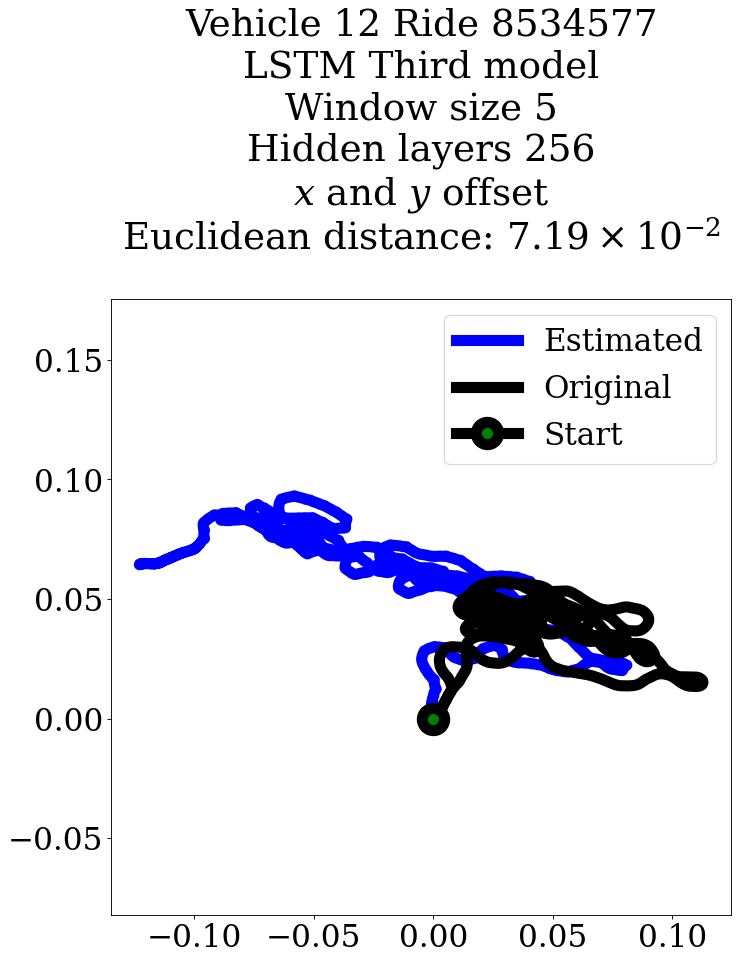 Vehicle 12 Ride 8534577
LSTM Third model
Window size 5
Hidden layers 256
x and y offset
Euclidean distance: 7.19 × 10⁻²
Estimated
Original
Start
0.15
0.10
0.05
0.00
−0.05
−0.10 −0.05 0.00 0.05 0.10